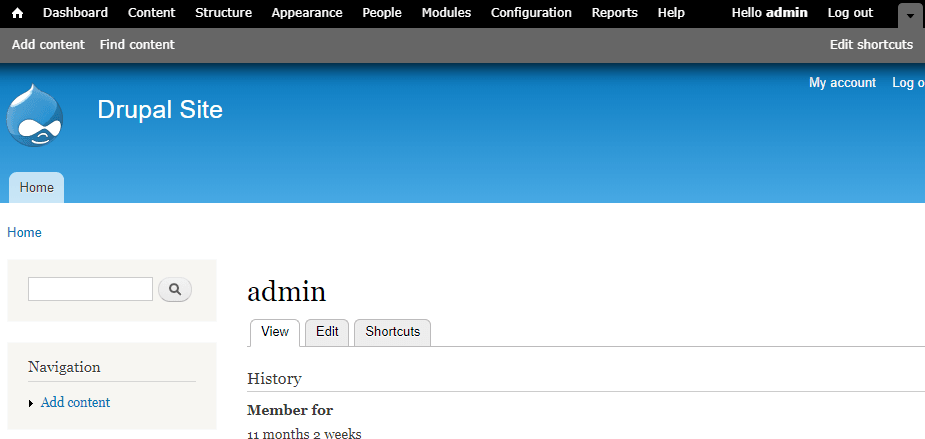 Dashboard Content Structure Appearance People Modules Configuration Reports Help Hello admin Log out
Add content Find content Edit shortcuts
My account Log o
Drupal Site
Home
Home
admin
View Edit Shortcuts
Navigation
History
Add content
Member for
11 months 2 weeks